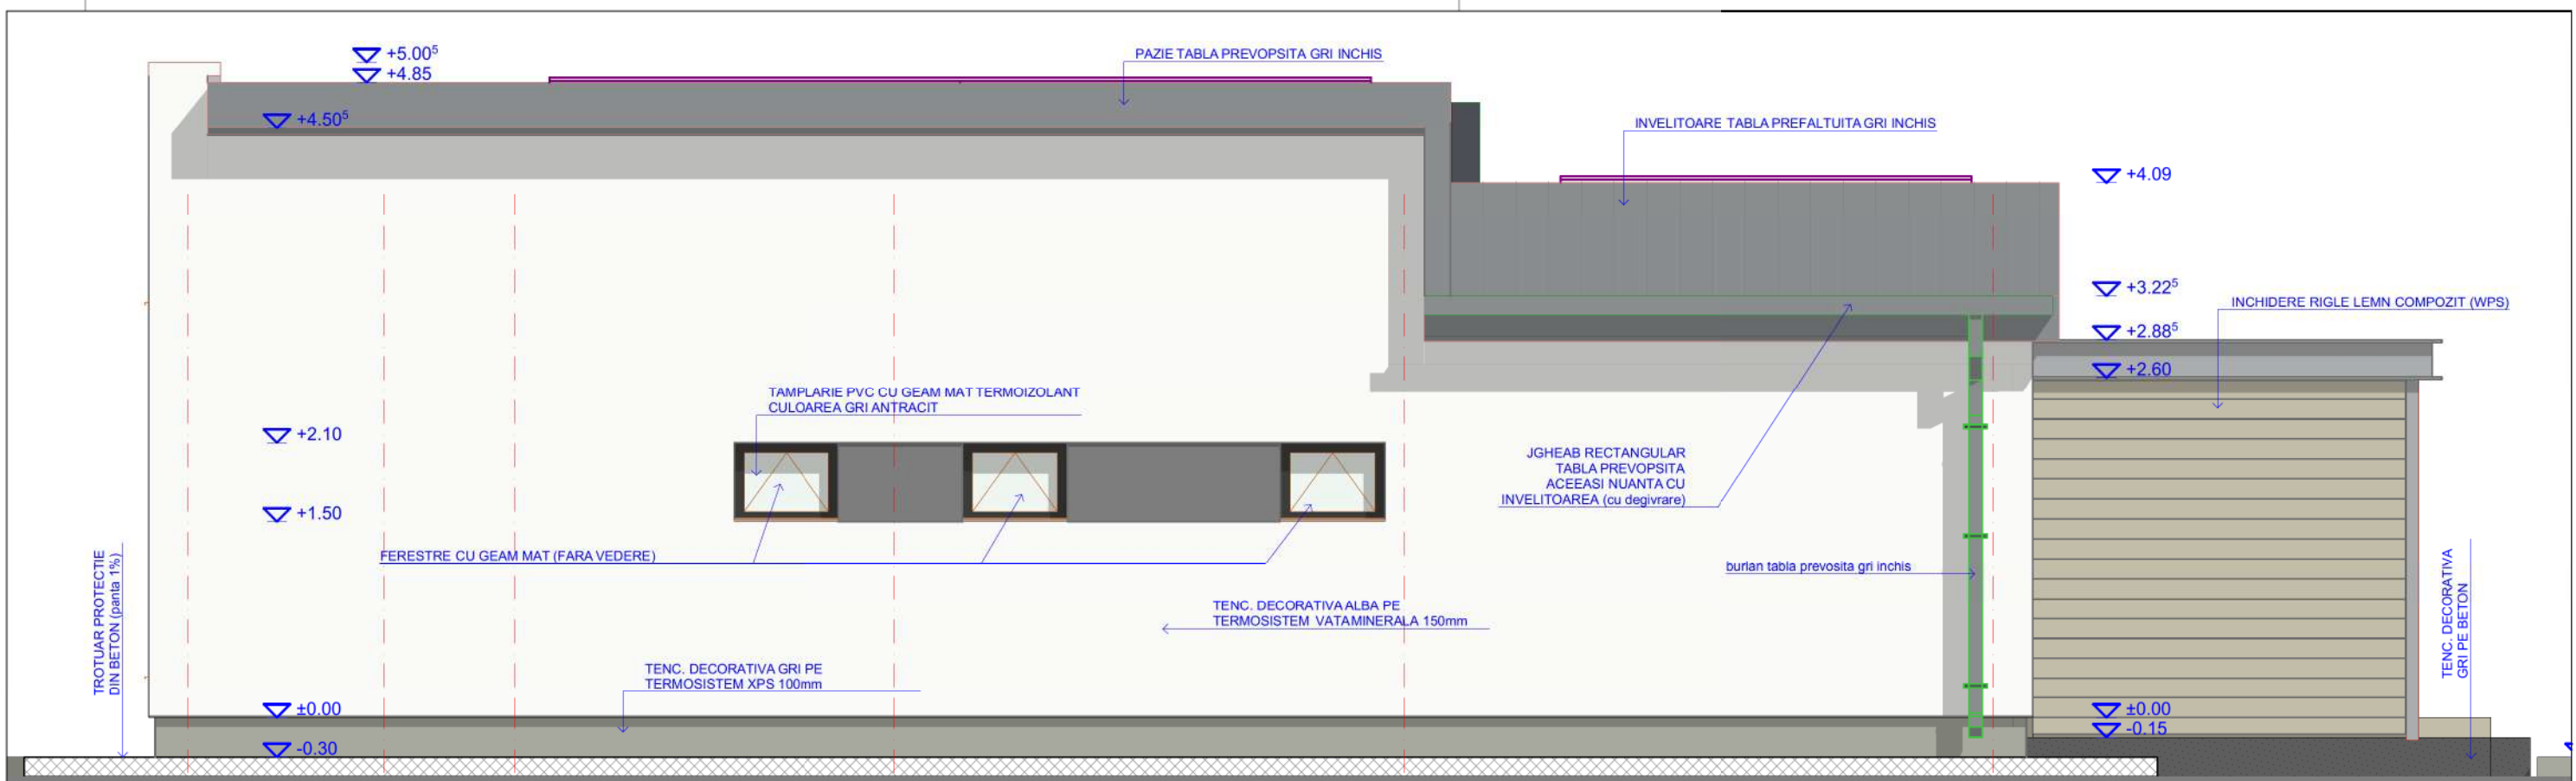 +5.00⁵
+4.85
PAZIE TABLA PREVOPSITA GRI INCHIS
+4.50⁵
INVELITOARE TABLA PREFALTUITA GRI INCHIS
+4.09
+3.22⁵
INCHIDERE RIGLE LEMN COMPOZIT (WPS)
+2.88⁵
+2.60
TAMPLARIE PVC CU GEAM MAT TERMOIZOLANT
CULOAREA GRI ANTRACIT
+2.10
JGHEAB RECTANGULAR
TABLA PREVOPSITA
ACEEASI NUANTA CU
INVELITOAREA (cu degivrare)
+1.50
FERESTRE CU GEAM MAT (FARA VEDERE)
burlan tabla prevosita gri inchis
TROTUAR PROTECTIE
DIN BETON (panta 1%)
TENC. DECORATIVA ALBA PE
TERMOSISTEM VATAMINERALA 150mm
TENC. DECORATIVA
GRI PE BETON
TENC. DECORATIVA GRI PE
TERMOSISTEM XPS 100mm
±0.00
±0.00
-0.15
-0.30